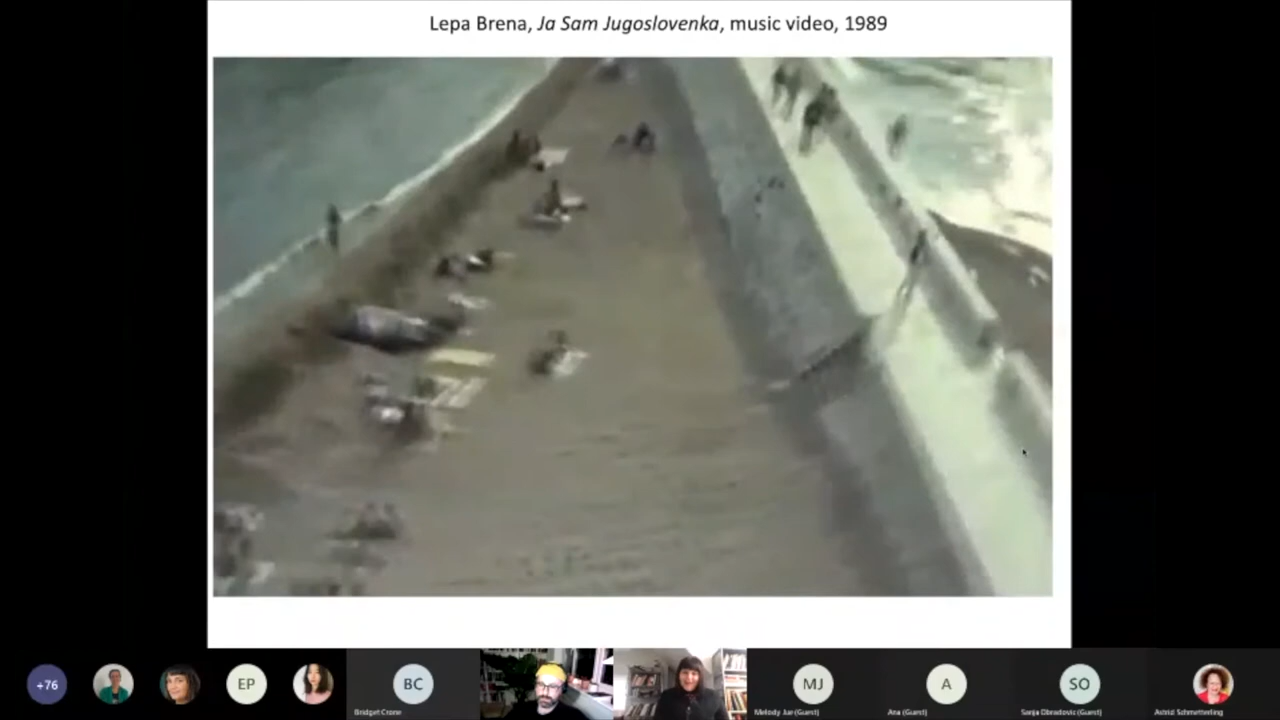 Lepa Brena, Ja Sam Jugoslovenka, music video, 1989
+76
EP
BC
MJ
A
SO
Bridget Crone
Melody Jue (Guest)
Ana (Guest)
Sanja Obradovic (Guest)
Astrid Schmetterling